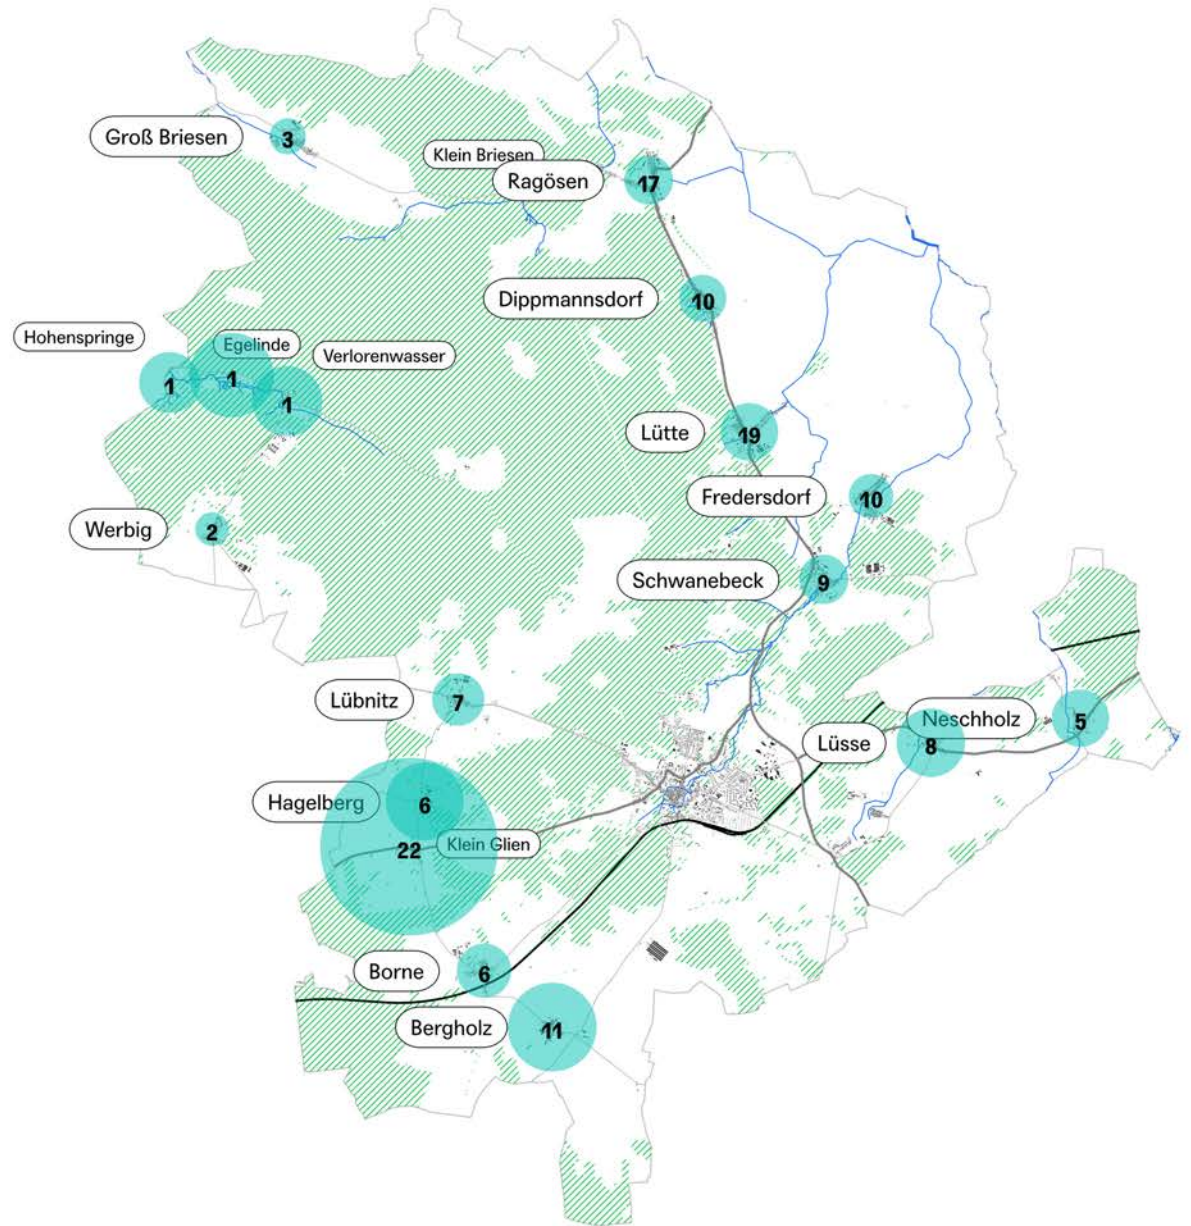 Groß Briesen
3
Klein Briesen
Ragösen
17
Dippmannsdorf
10
Hohenspringe
Egelinde
Verlorenwasser
1
1
1
Lütte
19
Fredersdorf
10
Werbig
2
Schwanebeck
9
Lübnitz
7
Neschholz
5
Lüsse
8
Hagelberg
6
Klein Glien
22
Borne
6
Bergholz
11